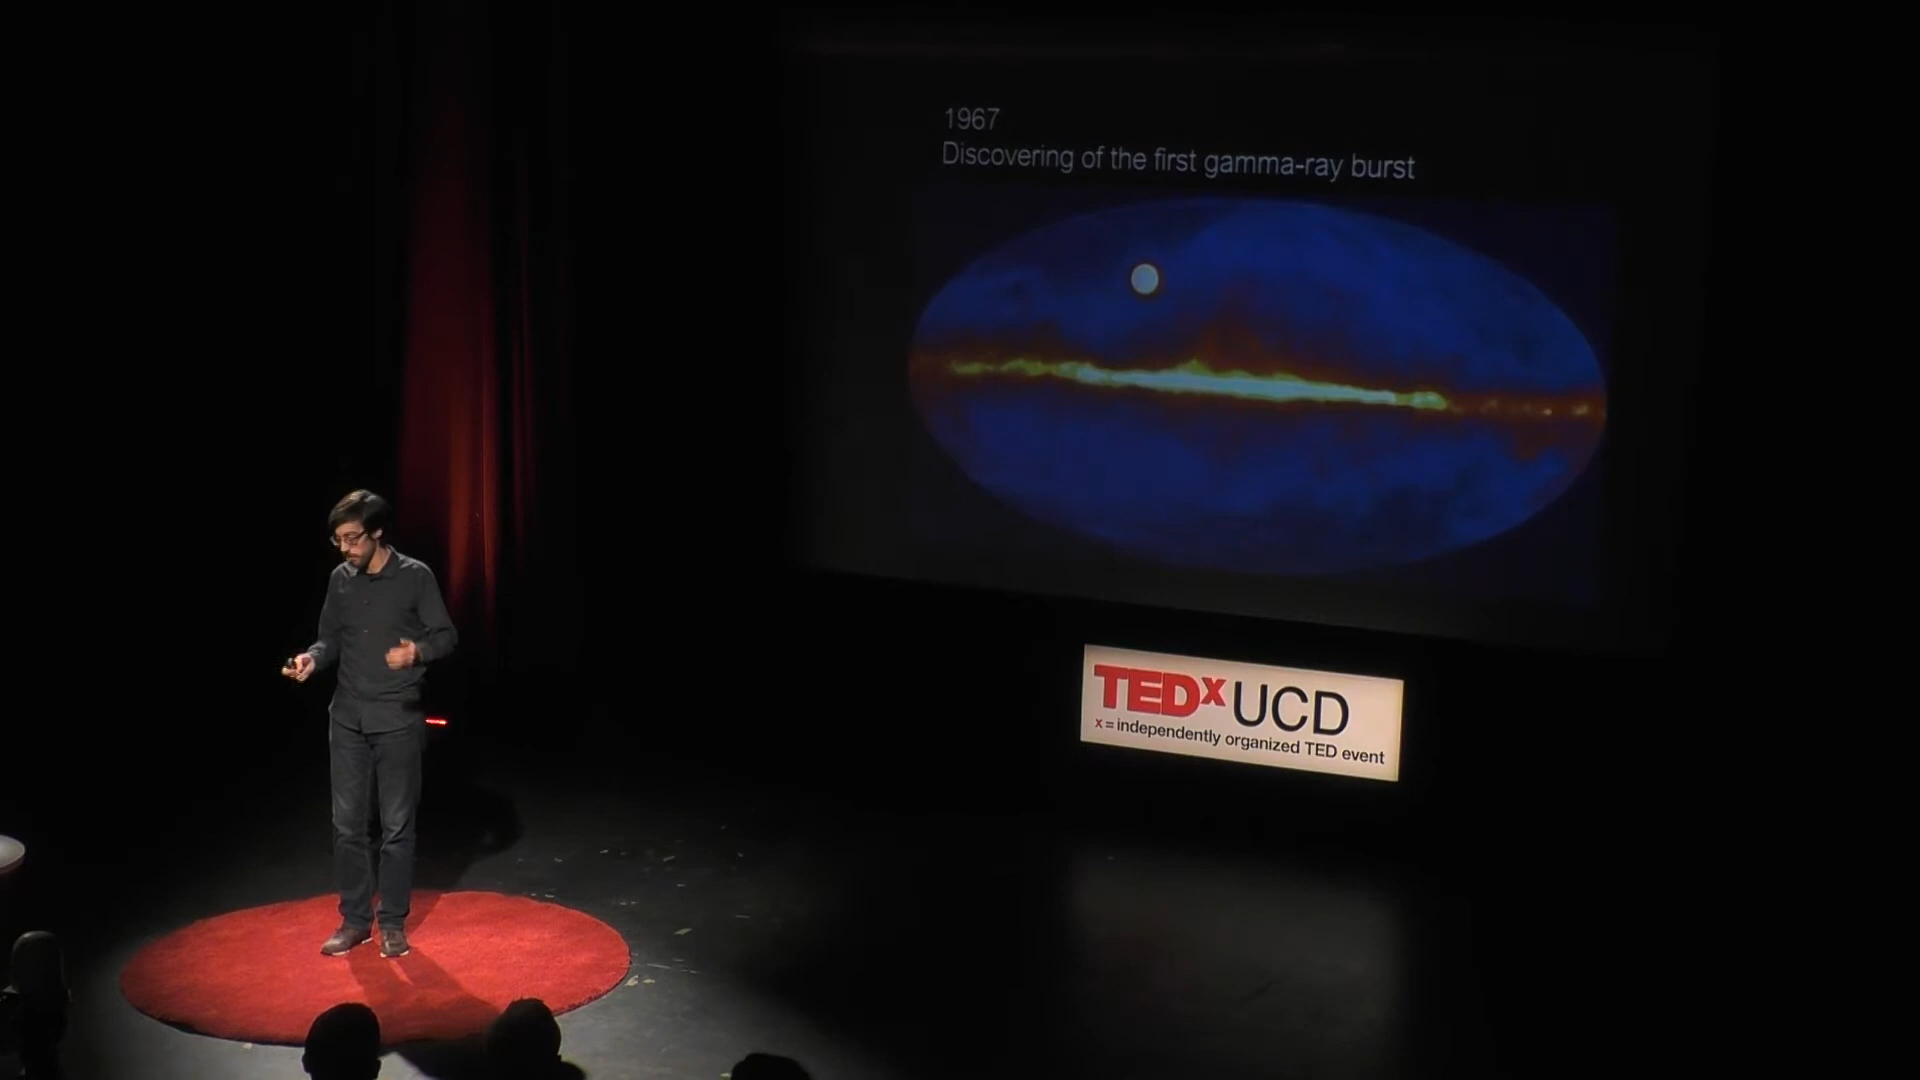 1967
Discovering of the first gamma-ray burst
TEDx UCD
x = independently organized TED event